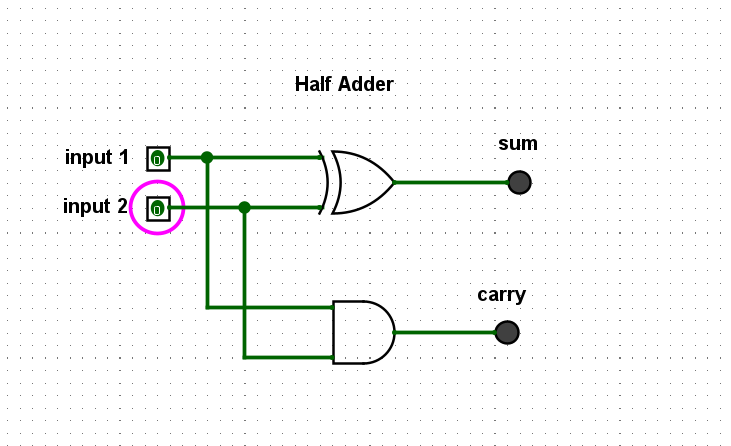 Half Adder
sum
input 1 0
input 2 0
carry